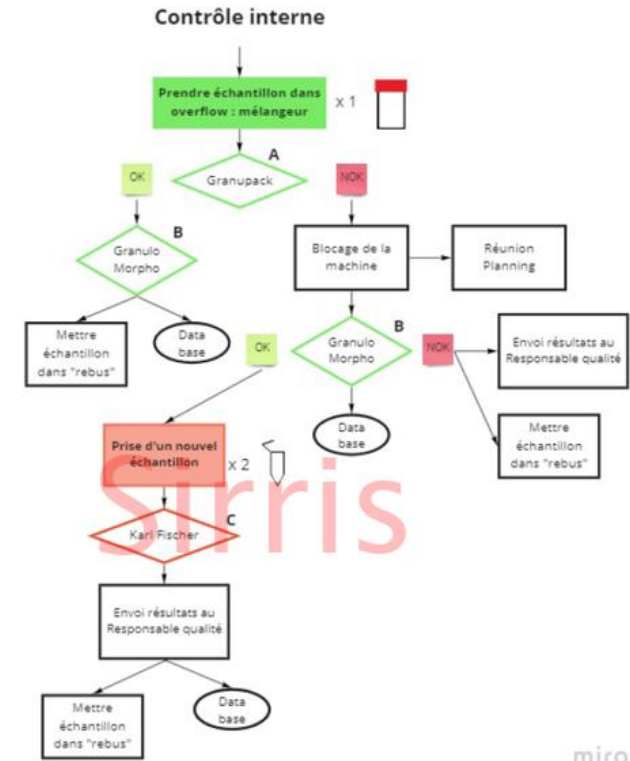 Contrôle interne
Prendre échantillon dans
overflow : mélangeur
x 1
A
Granupack
OK
NOK
B
Granulo
Morpho
Blocage de la
machine
Réunion
Planning
Mettre
échantillon
dans "rebus"
Data
base
OK
B
Granulo
Morpho
NOK
Envoi résultats au
Responsable qualité
Data
base
Mettre
échantillon
dans "rebus"
Prise d'un nouvel
échantillon
x 2
Sirris
C
Karl Fischer
Envoi résultats au
Responsable qualité
Mettre
échantillon
dans "rebus"
Data
base
miro